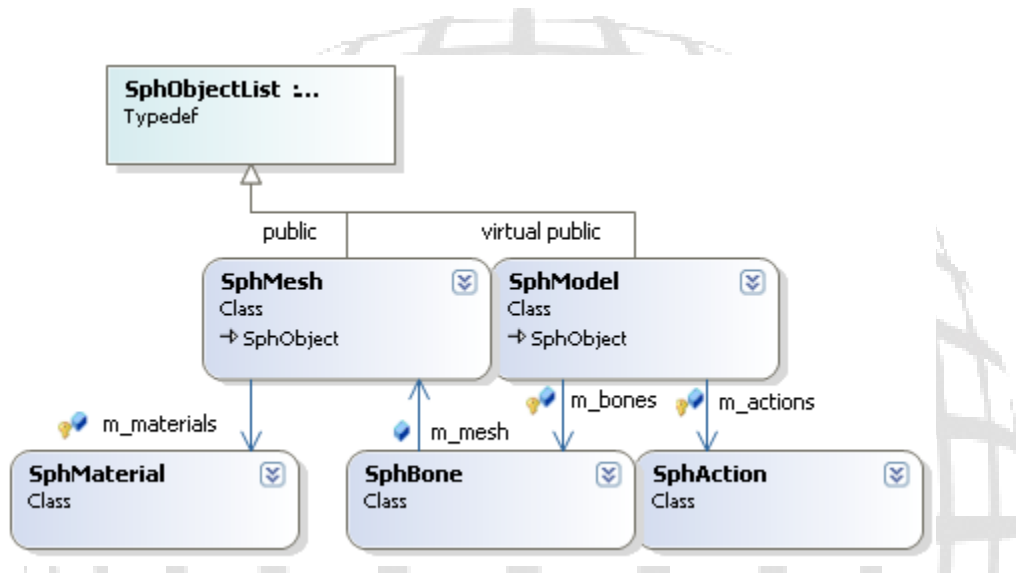 SphObjectList :...
Typedef
public
virtual public
SphMesh
Class
SphObject
SphModel
Class
SphObject
m_materials
m_mesh
m_bones
m_actions
SphMaterial
Class
SphBone
Class
SphAction
Class